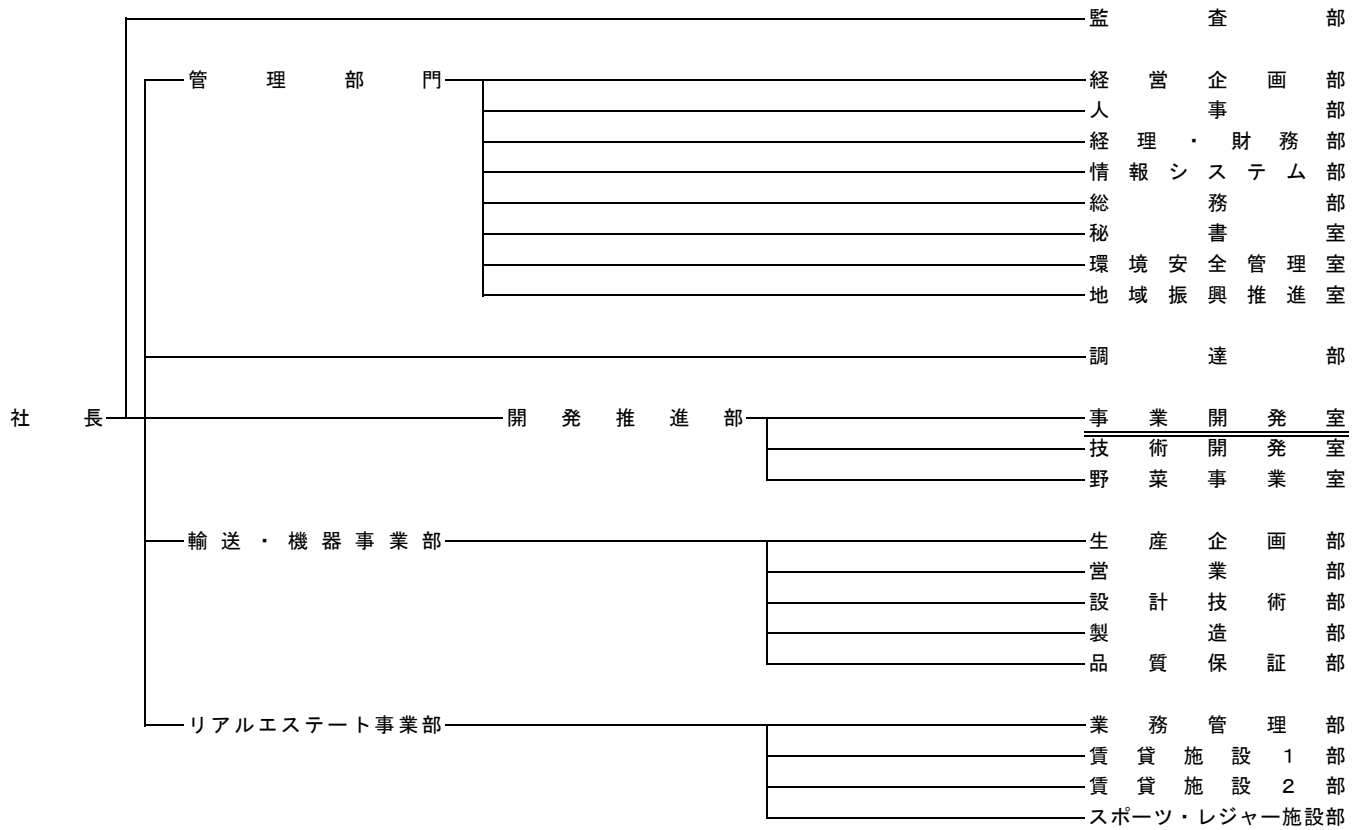 監査部
管理部門 経営企画部
人事部
経理・財務部
情報システム部
総務部
秘書室
環境安全管理室
地域振興推進室
調達部
社長 開発推進部 事業開発室
技術開発室
野菜事業室
輸送・機器事業部 生産企画部
営業部
設計技術部
製造部
品質保証部
リアルエステート事業部 業務管理部
賃貸施設1部
賃貸施設2部
スポーツ・レジャー施設部